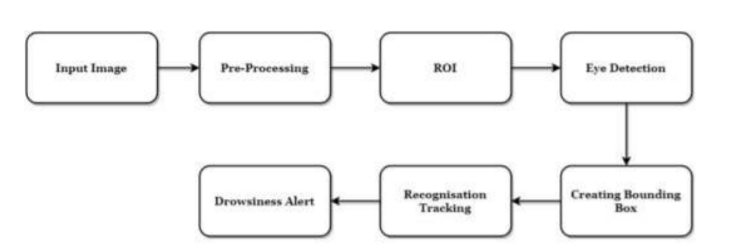 Input Image
Pre-Processing
ROI
Eye Detection
Drowsiness Alert
Recognisation
Tracking
Creating Bounding
Box